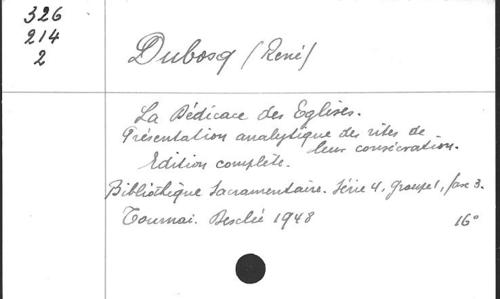 326
214
2
Dubosq (René)
La Dédicace des Eglises.
Présentation analytique des rites de
leur consécration.
Edition complète.
Bibliothèque Sacramentaire. Série 4, groupe 1, fasc 3.
Tournai. Desclée 1948 16°